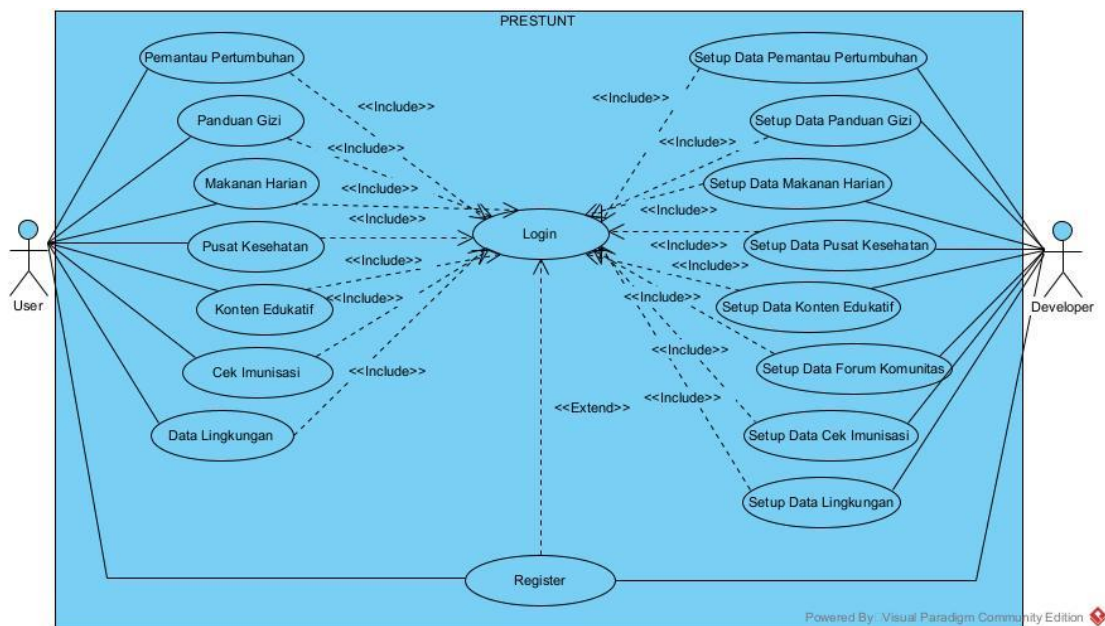 PRESTUNT
Pemantau Pertumbuhan
Setup Data Pemantau Pertumbuhan
<<Include>>
<<Include>>
Panduan Gizi
Setup Data Panduan Gizi
<<Include>>
<<Include>>
Makanan Harian
<<Include>>
Setup Data Makanan Harian
<<Include>>
<<Include>>
Login
Pusat Kesehatan
Setup Data Pusat Kesehatan
<<Include>>
<<Include>>
User
Konten Edukatif
<<Include>>
Setup Data Konten Edukatif
Developer
<<Include>>
Cek Imunisasi
<<Include>>
Setup Data Forum Komunitas
<<Include>>
<<Extend>>
Data Lingkungan
Setup Data Cek Imunisasi
Setup Data Lingkungan
Register
Powered By: Visual Paradigm Community Edition